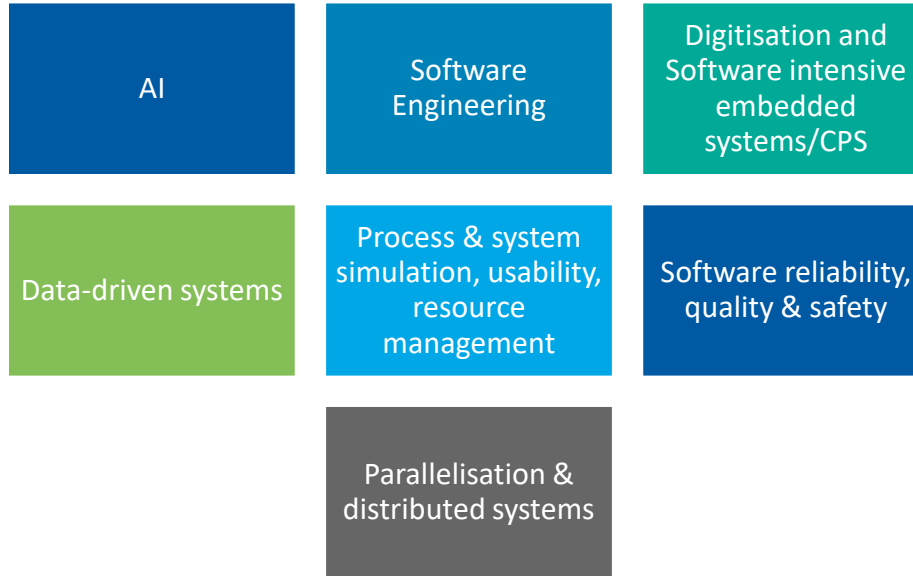 AI
Software
Engineering
Digitisation and
Software intensive
embedded
systems/CPS
Data-driven systems
Process & system
simulation, usability,
resource
management
Software reliability,
quality & safety
Parallelisation &
distributed systems